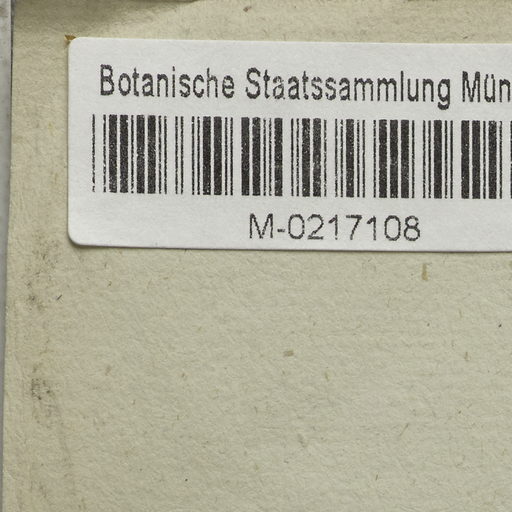 Botanische Staatssammlung Mün
M-0217108